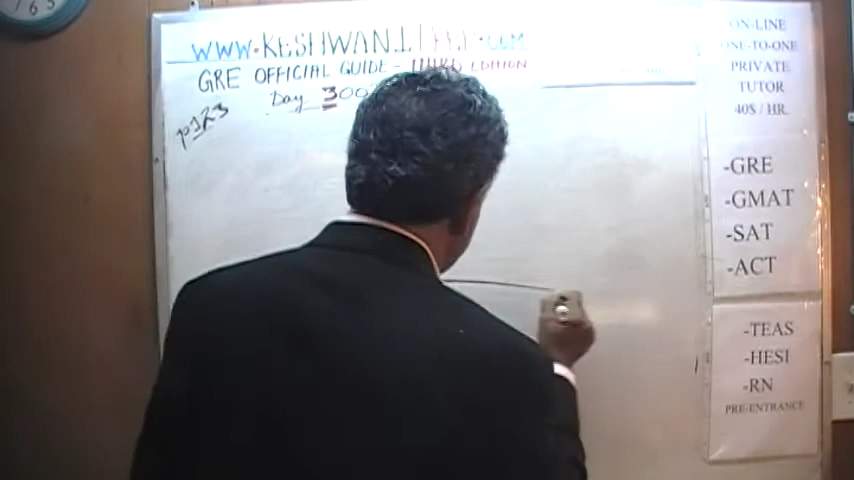 GRE OFFICIAL GUIDE - THIRD EDITION
Day
p123
ON-LINE
ONE-TO-ONE
PRIVATE
TUTOR
40$ / HR.
-GRE
-GMAT
-SAT
-ACT
-TEAS
-HESI
-RN
PRE-ENTRANCE